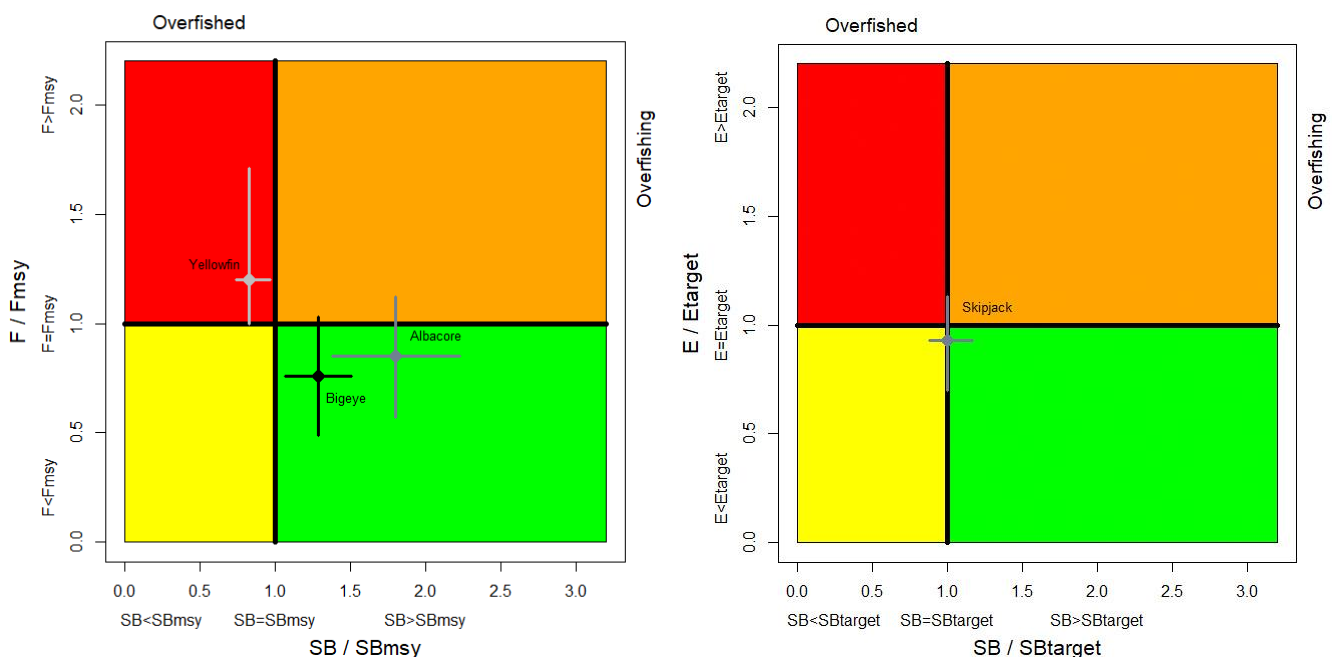 Overfished
F / Fmsy
F<Fmsy
F=Fmsy
F>Fmsy
0.0
0.5
1.0
1.5
2.0
Yellowfin
Albacore
Bigeye
Overfishing
0.0 0.5 1.0 1.5 2.0 2.5 3.0
SB<SBmsy SB=SBmsy SB>SBmsy
SB / SBmsy
Overfished
E / Etarget
E<Etarget
E=Etarget
E>Etarget
0.0
0.5
1.0
1.5
2.0
Skipjack
Overfishing
0.0 0.5 1.0 1.5 2.0 2.5 3.0
SB<SBtarget SB=SBtarget SB>SBtarget
SB / SBtarget